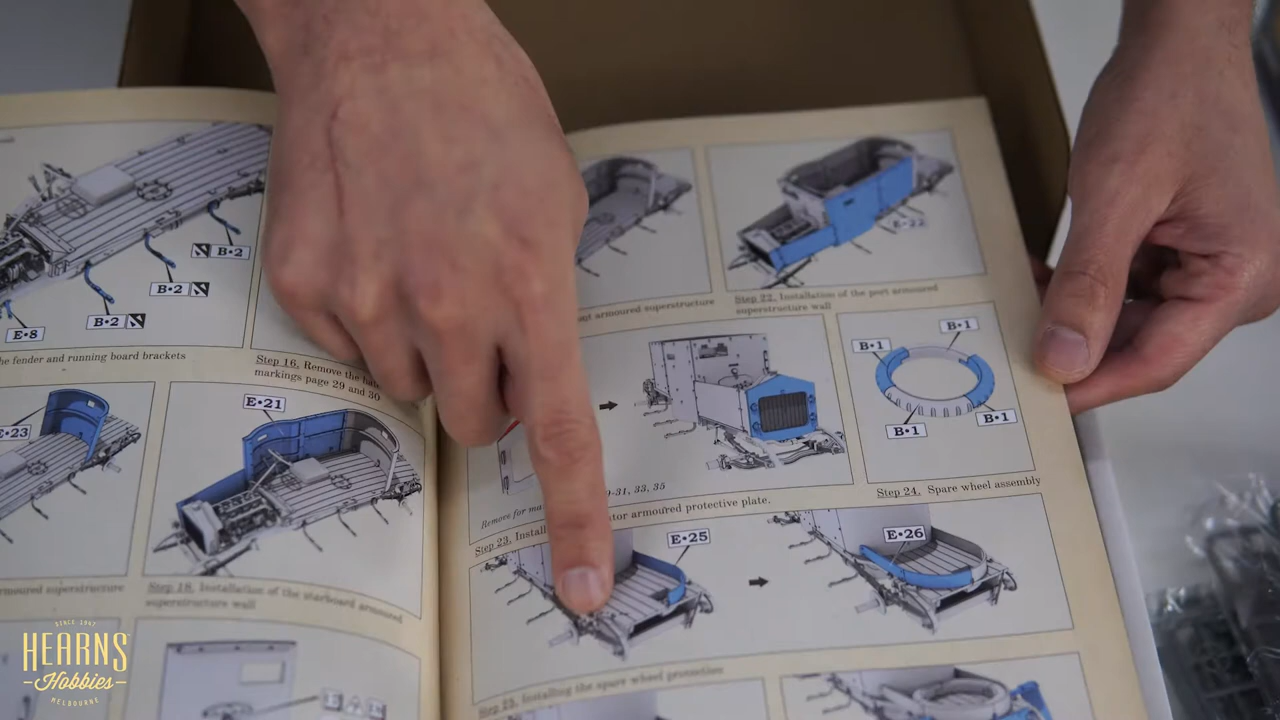 B•2
B•2
B•2
E•8
he fender and running board brackets
Step 16. Remove the
markings page 29 and 30
E•23
E•21
rmoured superstructure
Step 18. Installation of the starboard armoured
superstructure wall
armoured superstructure
E•22
Step 22. Installation of the port armoured
superstructure wall
31, 33, 35
Remove for ma
Step 23. Install
ator armoured protective plate.
B•1
B•1
B•1
B•1
Step 24. Spare wheel assembly
E•25
E•26
Step 25. Installing the spare wheel protection
SINCE 1947
HEARNS
Hobbies
MELBOURNE